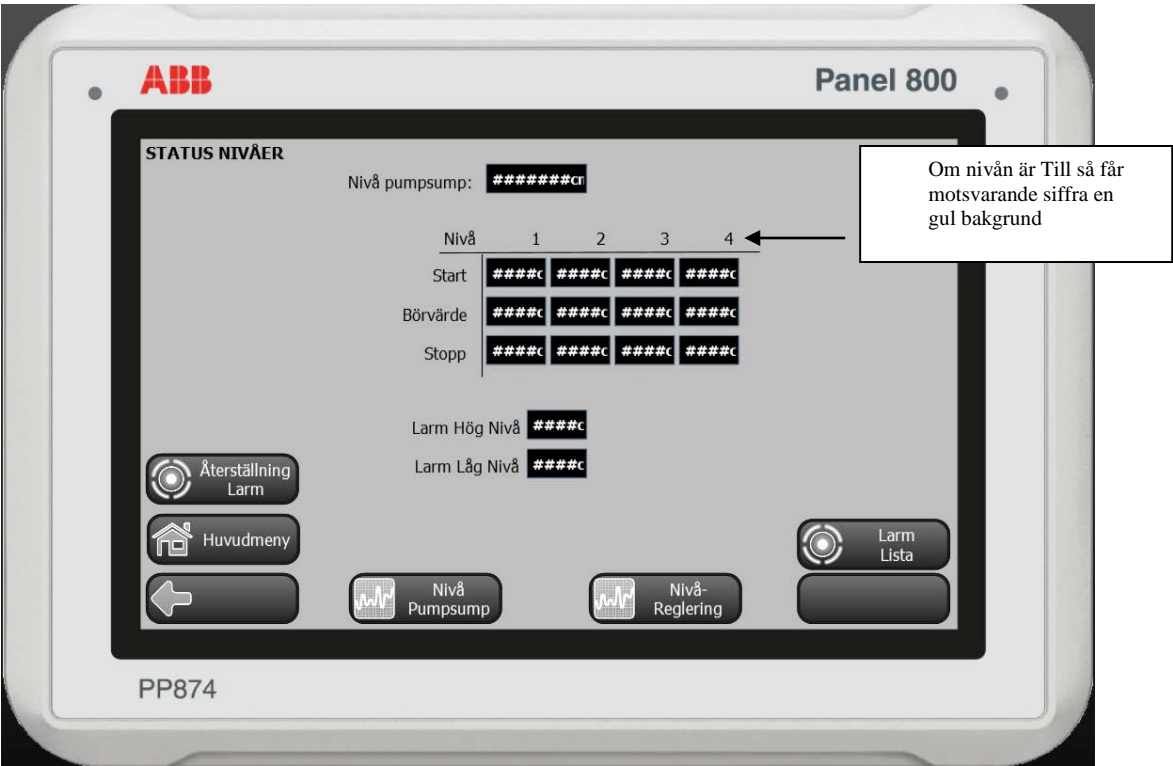 ABB
Panel 800
STATUS NIVÅER
Nivå pumpsump: #######cm
Om nivån är Till så får
motsvarande siffra en
gul bakgrund
Nivå 1 2 3 4
Start ####c ####c ####c ####c
Börvärde ####c ####c ####c ####c
Stopp ####c ####c ####c ####c
Larm Hög Nivå ####c
Larm Låg Nivå ####c
Återställning
Larm
Huvudmeny
Larm
Lista
Nivå
Pumpsump
Nivå-
Reglering
PP874